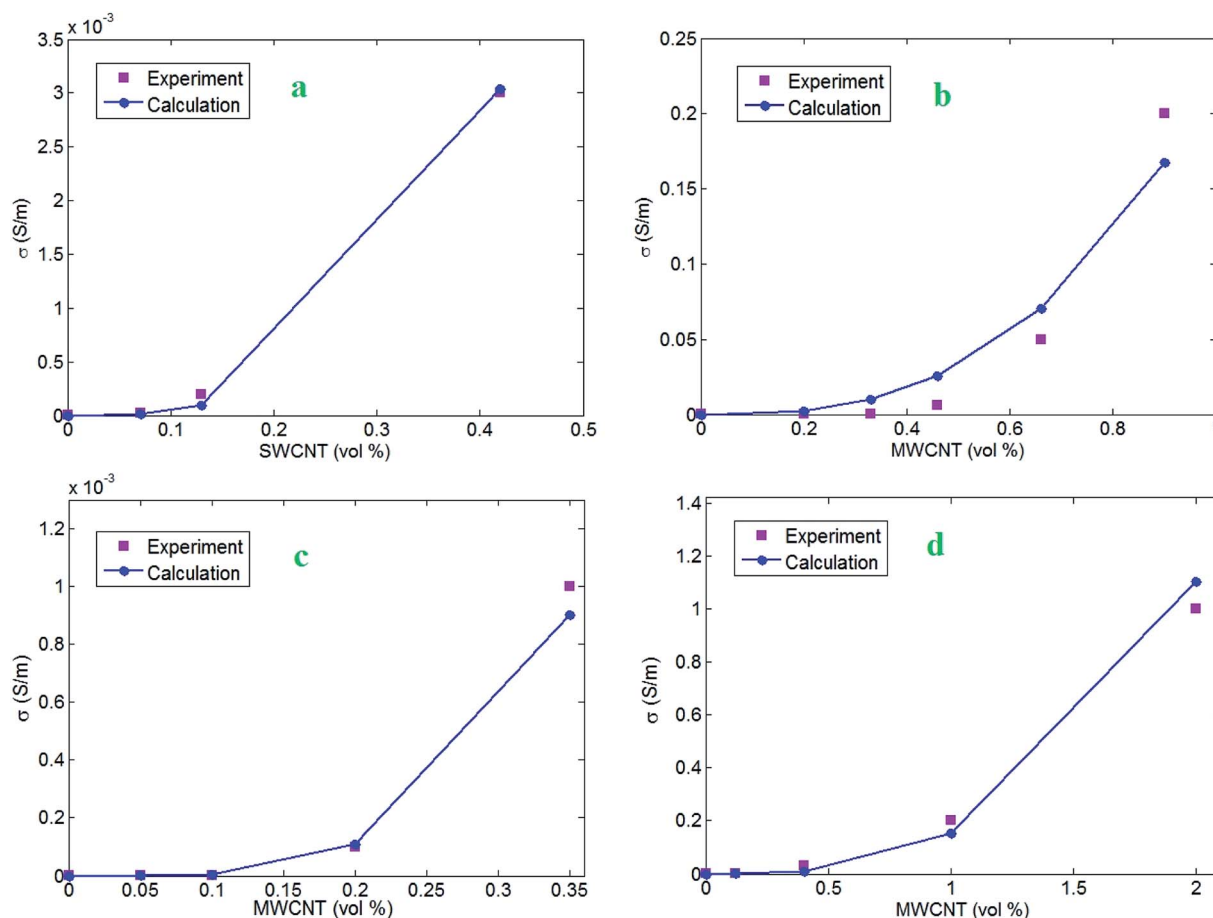 x 10⁻³
3.5
3
2.5
2
1.5
1
0.5
0
σ (S/m)
Experiment
Calculation
a
0 0.1 0.2 0.3 0.4 0.5
SWCNT (vol %)
0.25
0.2
0.15
0.1
0.05
0
σ (S/m)
Experiment
Calculation
b
0 0.2 0.4 0.6 0.8 1
MWCNT (vol %)
x 10⁻³
1.2
1
0.8
0.6
0.4
0.2
0
σ (S/m)
Experiment
Calculation
c
0 0.05 0.1 0.15 0.2 0.25 0.3 0.35
MWCNT (vol %)
1.4
1.2
1
0.8
0.6
0.4
0.2
0
σ (S/m)
Experiment
Calculation
d
0 0.5 1 1.5 2
MWCNT (vol %)